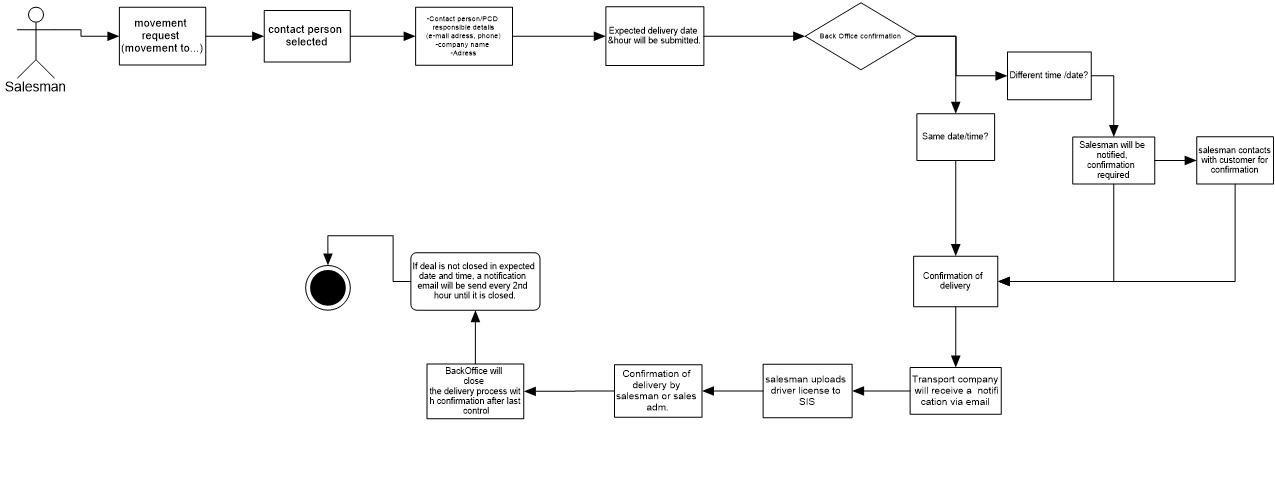 Salesman
movement
request
(movement to...)
contact person
selected
-Contact person/PCD
responsible details
(e-mail adress, phone)
-company name
-Adress
Expected delivery date
&hour will be submitted.
Back Office confirmation
Different time /date?
Same date/time?
Salesman will be
notified,
confirmation
required
salesman contacts
with customer for
confirmation
Confirmation of
delivery
Transport company
will receive a notifi
cation via email
salesman uploads
driver license to
SIS
Confirmation of
delivery by
salesman or sales
adm.
BackOffice will
close
the delivery process wit
h confirmation after last
control
If deal is not closed in expected
date and time, a notification
email will be send every 2nd
hour until it is closed.